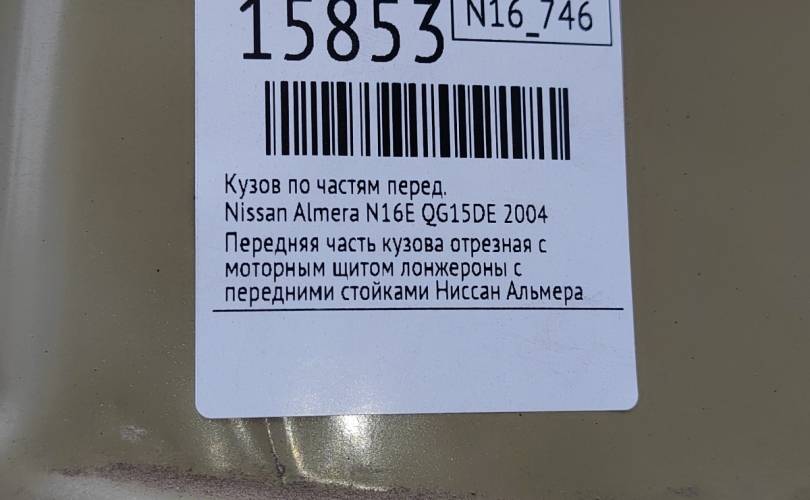 15853
N16_746
Кузов по частям перед.
Nissan Almera N16E QG15DE 2004
Передняя часть кузова отрезная с
моторным щитом лонжероны с
передними стойками Ниссан Альмера